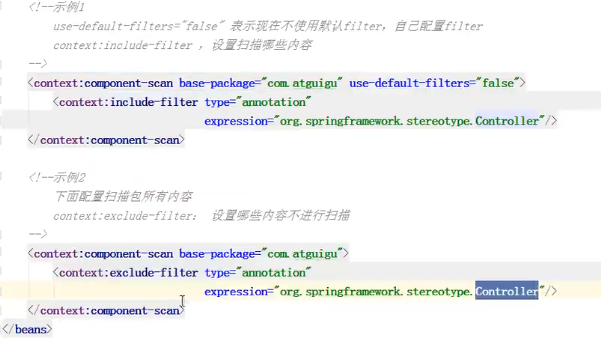 <!--示例1
use-default-filters="false" 表示现在不使用默认filter，自己配置filter
context:include-filter ，设置扫描哪些内容
-->
<context:component-scan base-package="com.atguigu" use-default-filters="false">
<context:include-filter type="annotation"
expression="org.springframework.stereotype.Controller"/>
</context:component-scan>
<!--示例2
下面配置扫描包所有内容
context:exclude-filter： 设置哪些内容不进行扫描
-->
<context:component-scan base-package="com.atguigu">
<context:exclude-filter type="annotation"
expression="org.springframework.stereotype.Controller"/>
</context:component-scan>
</beans>